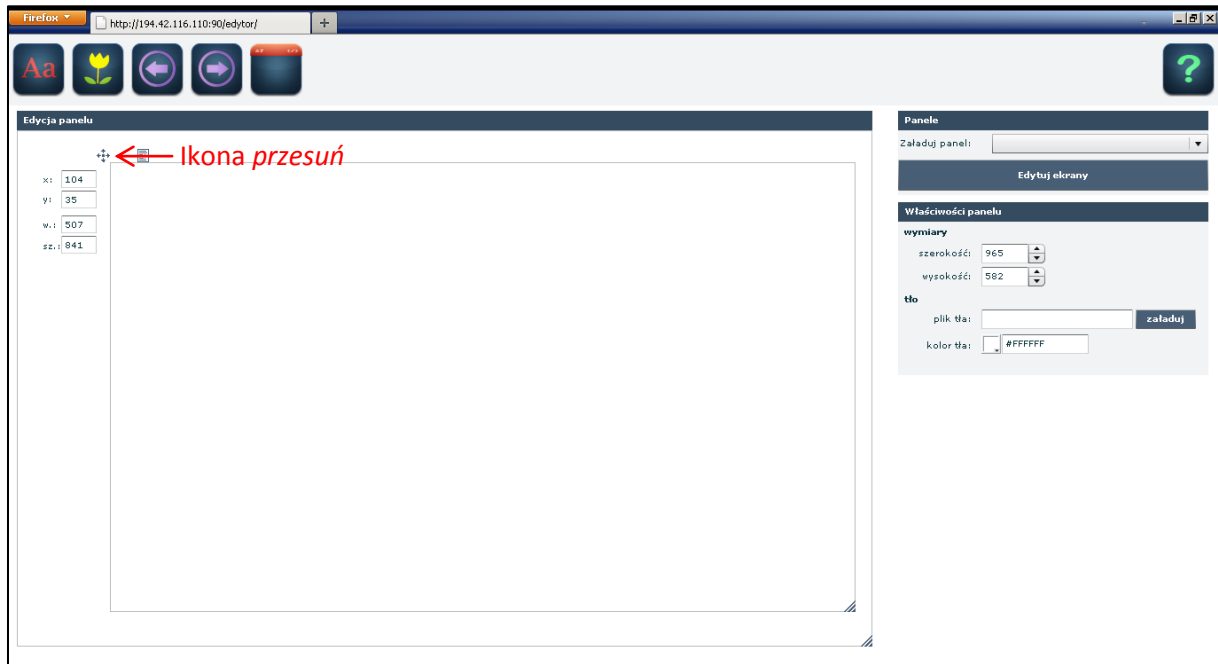 Firefox
http://194.42.116.110:90/edytor/
+
Aa
?
Edycja panelu
Ikona przesuń
x: 104
y: 35
w.: 507
sz.: 841
Panele
Załaduj panel:
Edytuj ekrany
Właściwości panelu
wymiary
szerokość: 965
wysokość: 582
tło
plik tła: załaduj
kolor tła: #FFFFFF